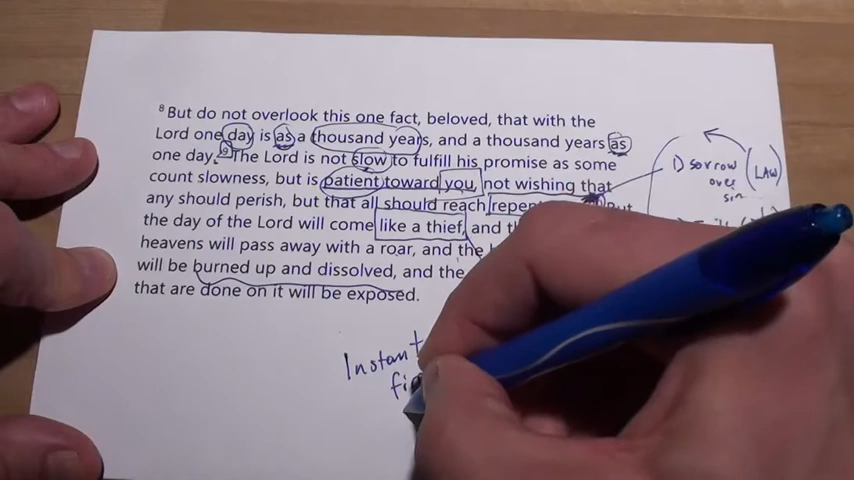 8 But do not overlook this one fact, beloved, that with the
Lord one day is as a thousand years, and a thousand years as
one day. 9 The Lord is not slow to fulfill his promise as some
count slowness, but is patient toward you, not wishing that
any should perish, but that all should reach But
the day of the Lord will come like a thief, and
heavens will pass away with a roar, and the
will be burned up and dissolved, and the
that are done on it will be exposed.
1) sorrow
over
sin
(LAW)
Instant